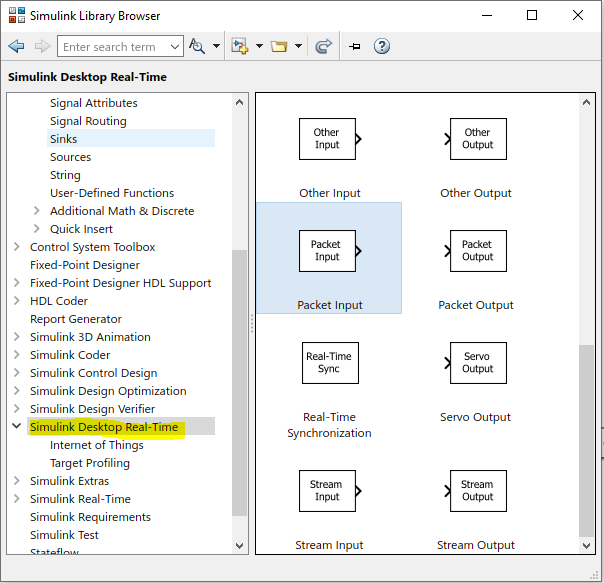 Simulink Library Browser
Enter search term
Simulink Desktop Real-Time
Signal Attributes
Signal Routing
Sinks
Sources
String
User-Defined Functions
Additional Math & Discrete
Quick Insert
Control System Toolbox
Fixed-Point Designer
Fixed-Point Designer HDL Support
HDL Coder
Report Generator
Simulink 3D Animation
Simulink Coder
Simulink Control Design
Simulink Design Optimization
Simulink Design Verifier
Simulink Desktop Real-Time
Internet of Things
Target Profiling
Simulink Extras
Simulink Real-Time
Simulink Requirements
Simulink Test
Stateflow
Other
Input
Other Input
Other
Output
Other Output
Packet
Input
Packet Input
Packet
Output
Packet Output
Real-Time
Sync
Real-Time
Synchronization
Servo
Output
Servo Output
Stream
Input
Stream Input
Stream
Output
Stream Output